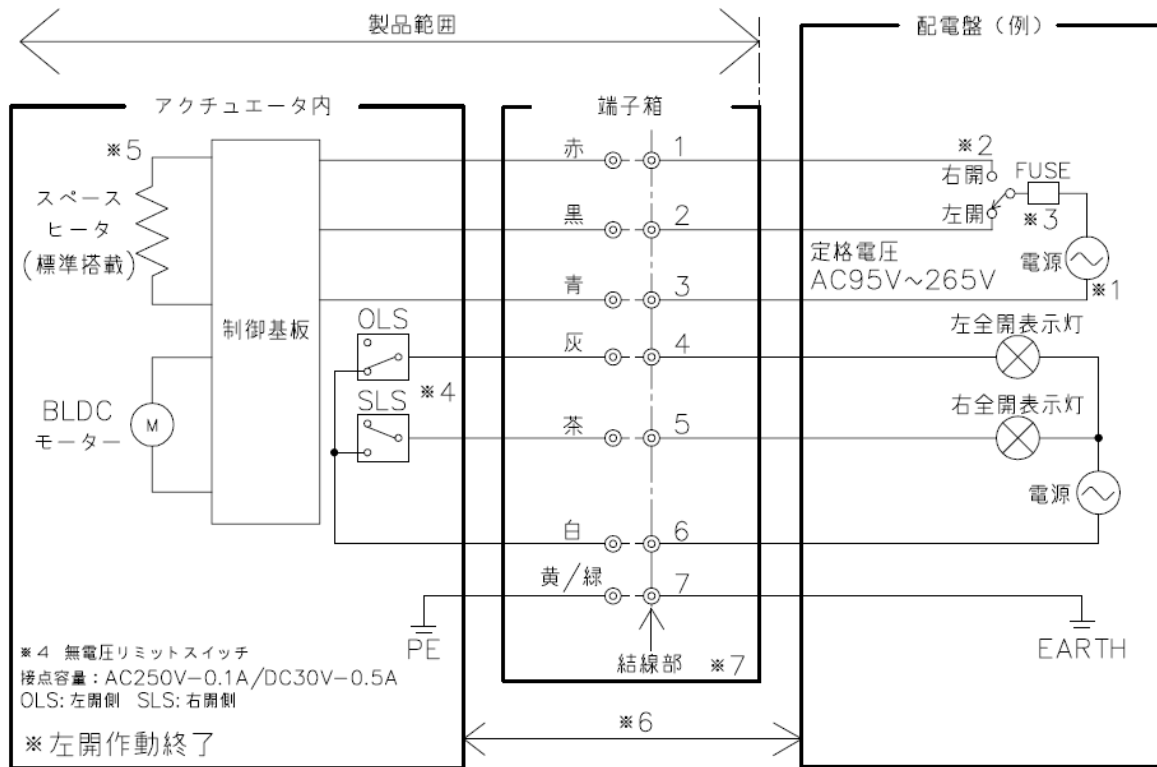 製品範囲
配電盤（例）
アクチュエータ内
端子箱
※5
赤
1
※2
右開
FUSE
スペース
ヒータ
(標準搭載)
黒
2
左開
※3
定格電圧
AC95V～265V
電源
※1
青
3
制御基板
OLS
灰
4
左全開表示灯
※4
SLS
BLDC
モーター
M
茶
5
右全開表示灯
電源
白
6
黄/緑
7
PE
EARTH
結線部 ※7
※4 無電圧リミットスイッチ
接点容量：AC250V-0.1A/DC30V-0.5A
OLS:左開側 SLS:右開側
※6
※左開作動終了